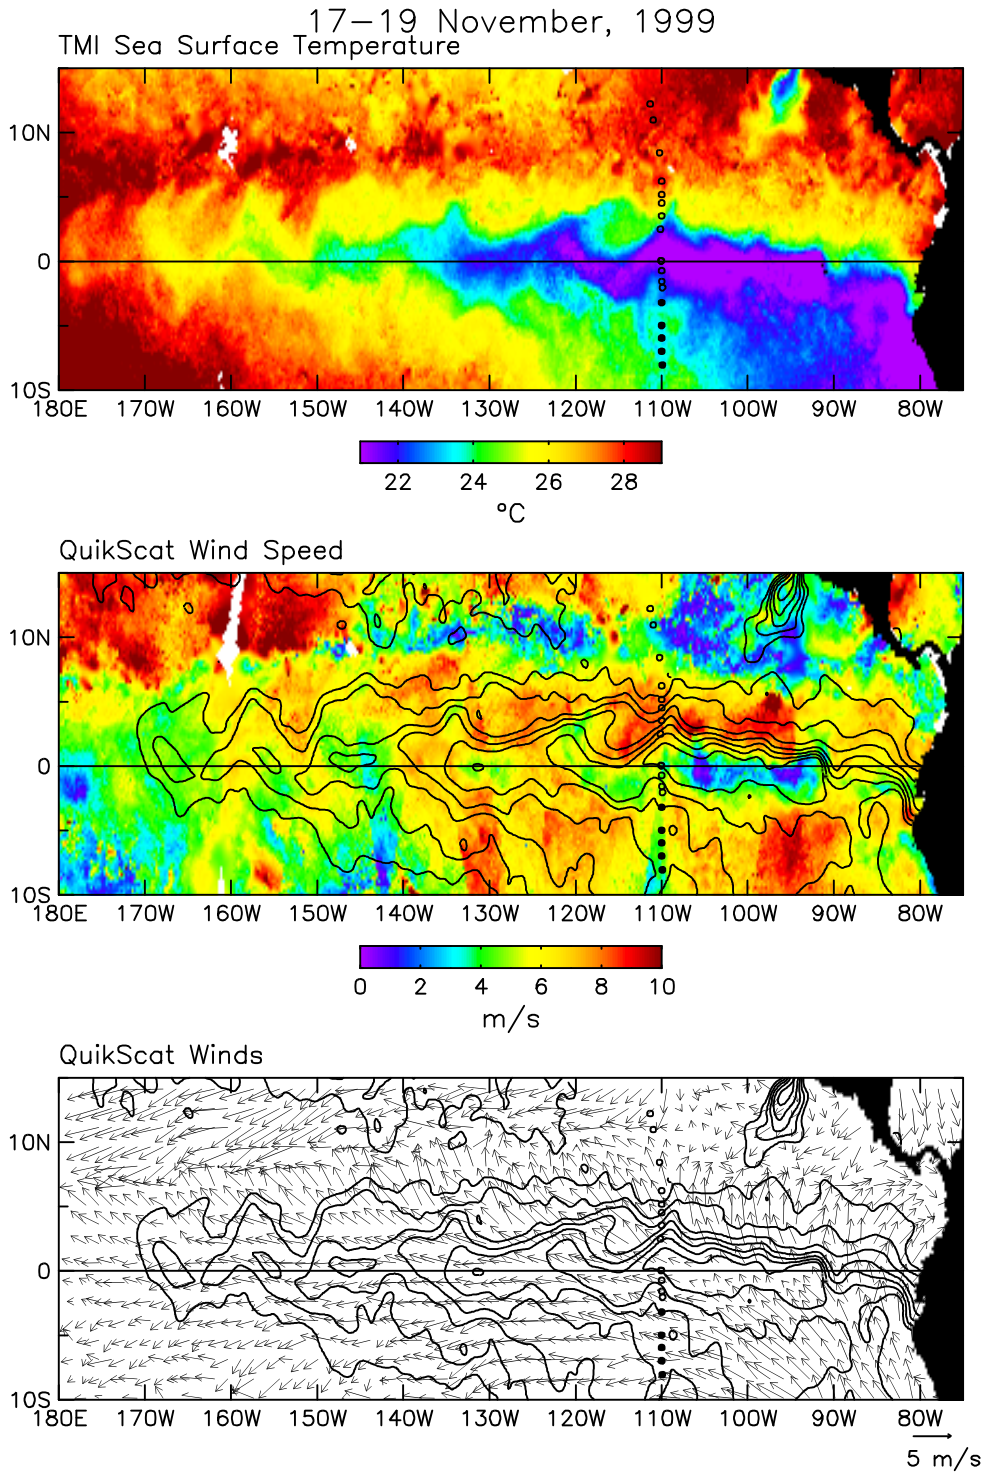 17-19 November, 1999
TMI Sea Surface Temperature
10N
0
10S
180E 170W 160W 150W 140W 130W 120W 110W 100W 90W 80W
22 24 26 28
°C
QuikScat Wind Speed
10N
0
10S
180E 170W 160W 150W 140W 130W 120W 110W 100W 90W 80W
0 2 4 6 8 10
m/s
QuikScat Winds
10N
0
10S
180E 170W 160W 150W 140W 130W 120W 110W 100W 90W 80W
5 m/s